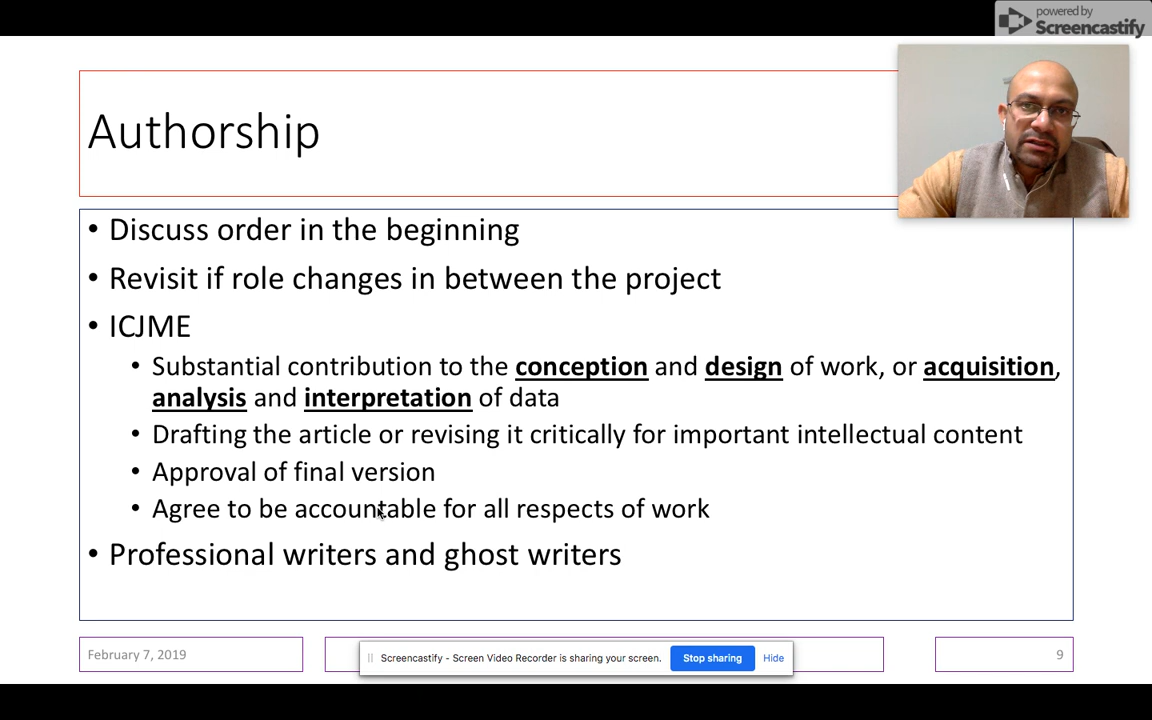 powered by
Screencastify
Authorship
• Discuss order in the beginning
• Revisit if role changes in between the project
• ICJME
• Substantial contribution to the conception and design of work, or acquisition,
analysis and interpretation of data
• Drafting the article or revising it critically for important intellectual content
• Approval of final version
• Agree to be accountable for all respects of work
• Professional writers and ghost writers
February 7, 2019
Screencastify - Screen Video Recorder is sharing your screen. Stop sharing Hide
9